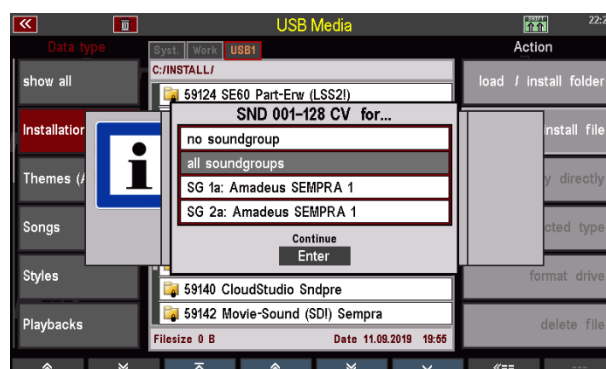 USB Media
22:2
Data type
Syst. Work USB1
Action
C:/INSTALL/
show all
59124 SE60 Part-Erw (LSS2!)
load / install folder
SND 001-128 CV for...
Installation
no soundgroup
install file
all soundgroups
Themes (A
SG 1a: Amadeus SEMPRA 1
y directly
SG 2a: Amadeus SEMPRA 1
Songs
cted type
Continue
Enter
Styles
59140 CloudStudio Sndpre
format drive
59142 Movie-Sound (SD!) Sempra
Playbacks
Filesize 0 B
Date 11.09.2019 19:55
delete file